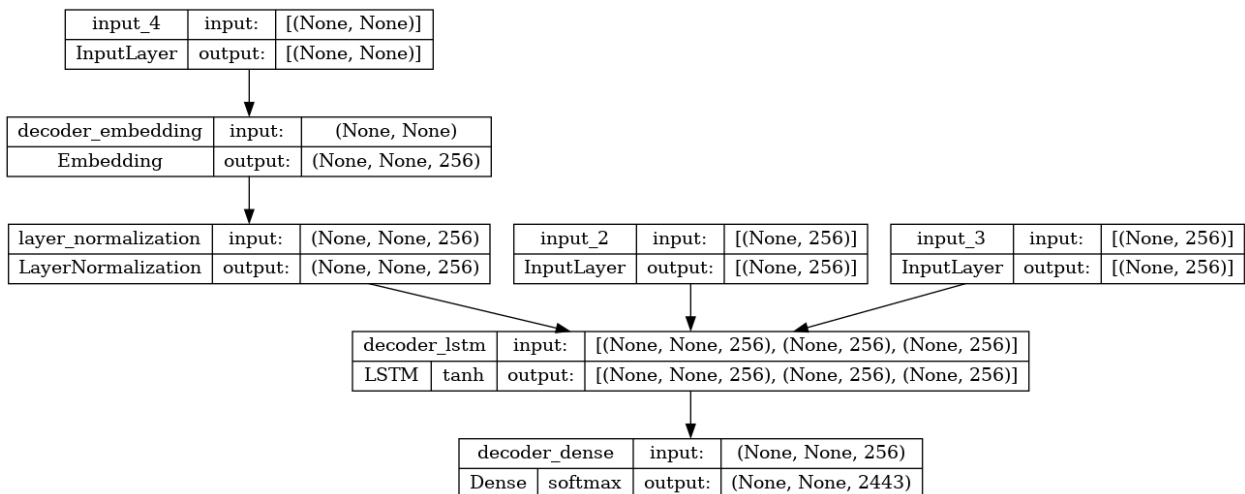 input_4 input: [(None, None)]
InputLayer output: [(None, None)]
decoder_embedding input: (None, None)
Embedding output: (None, None, 256)
layer_normalization input: (None, None, 256)
LayerNormalization output: (None, None, 256)
input_2 input: [(None, 256)]
InputLayer output: [(None, 256)]
input_3 input: [(None, 256)]
InputLayer output: [(None, 256)]
decoder_lstm input: [(None, None, 256), (None, 256), (None, 256)]
LSTM tanh output: [(None, None, 256), (None, 256), (None, 256)]
decoder_dense input: (None, None, 256)
Dense softmax output: (None, None, 2443)